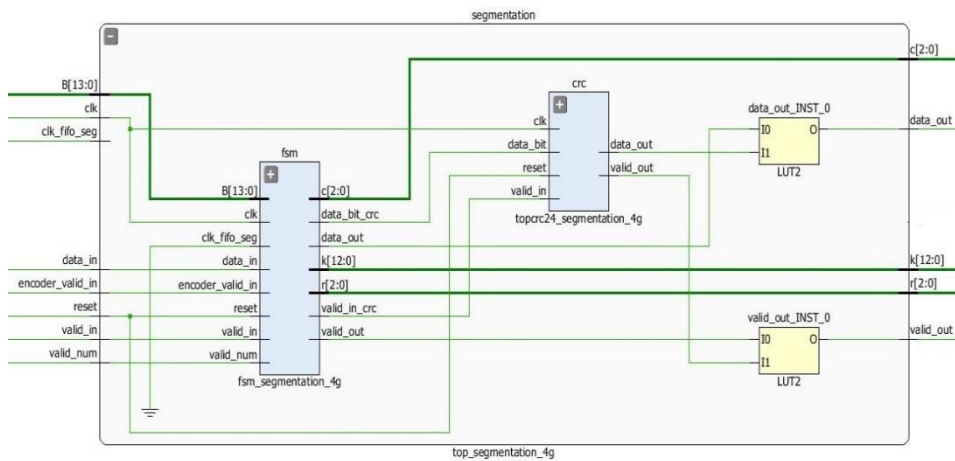 segmentation
B[13:0]
clk
clk_fifo_seg
data_in
encoder_valid_in
reset
valid_in
valid_num
fsm
B[13:0]
clk
clk_fifo_seg
data_in
encoder_valid_in
reset
valid_in
valid_num
c[2:0]
data_bit_crc
data_out
k[12:0]
r[2:0]
valid_in_crc
valid_out
fsm_segmentation_4g
crc
clk
data_bit
reset
valid_in
data_out
valid_out
topcrc24_segmentation_4g
data_out_INST_0
I0
I1
O
LUT2
valid_out_INST_0
I0
I1
O
LUT2
c[2:0]
data_out
k[12:0]
r[2:0]
valid_out
top_segmentation_4g